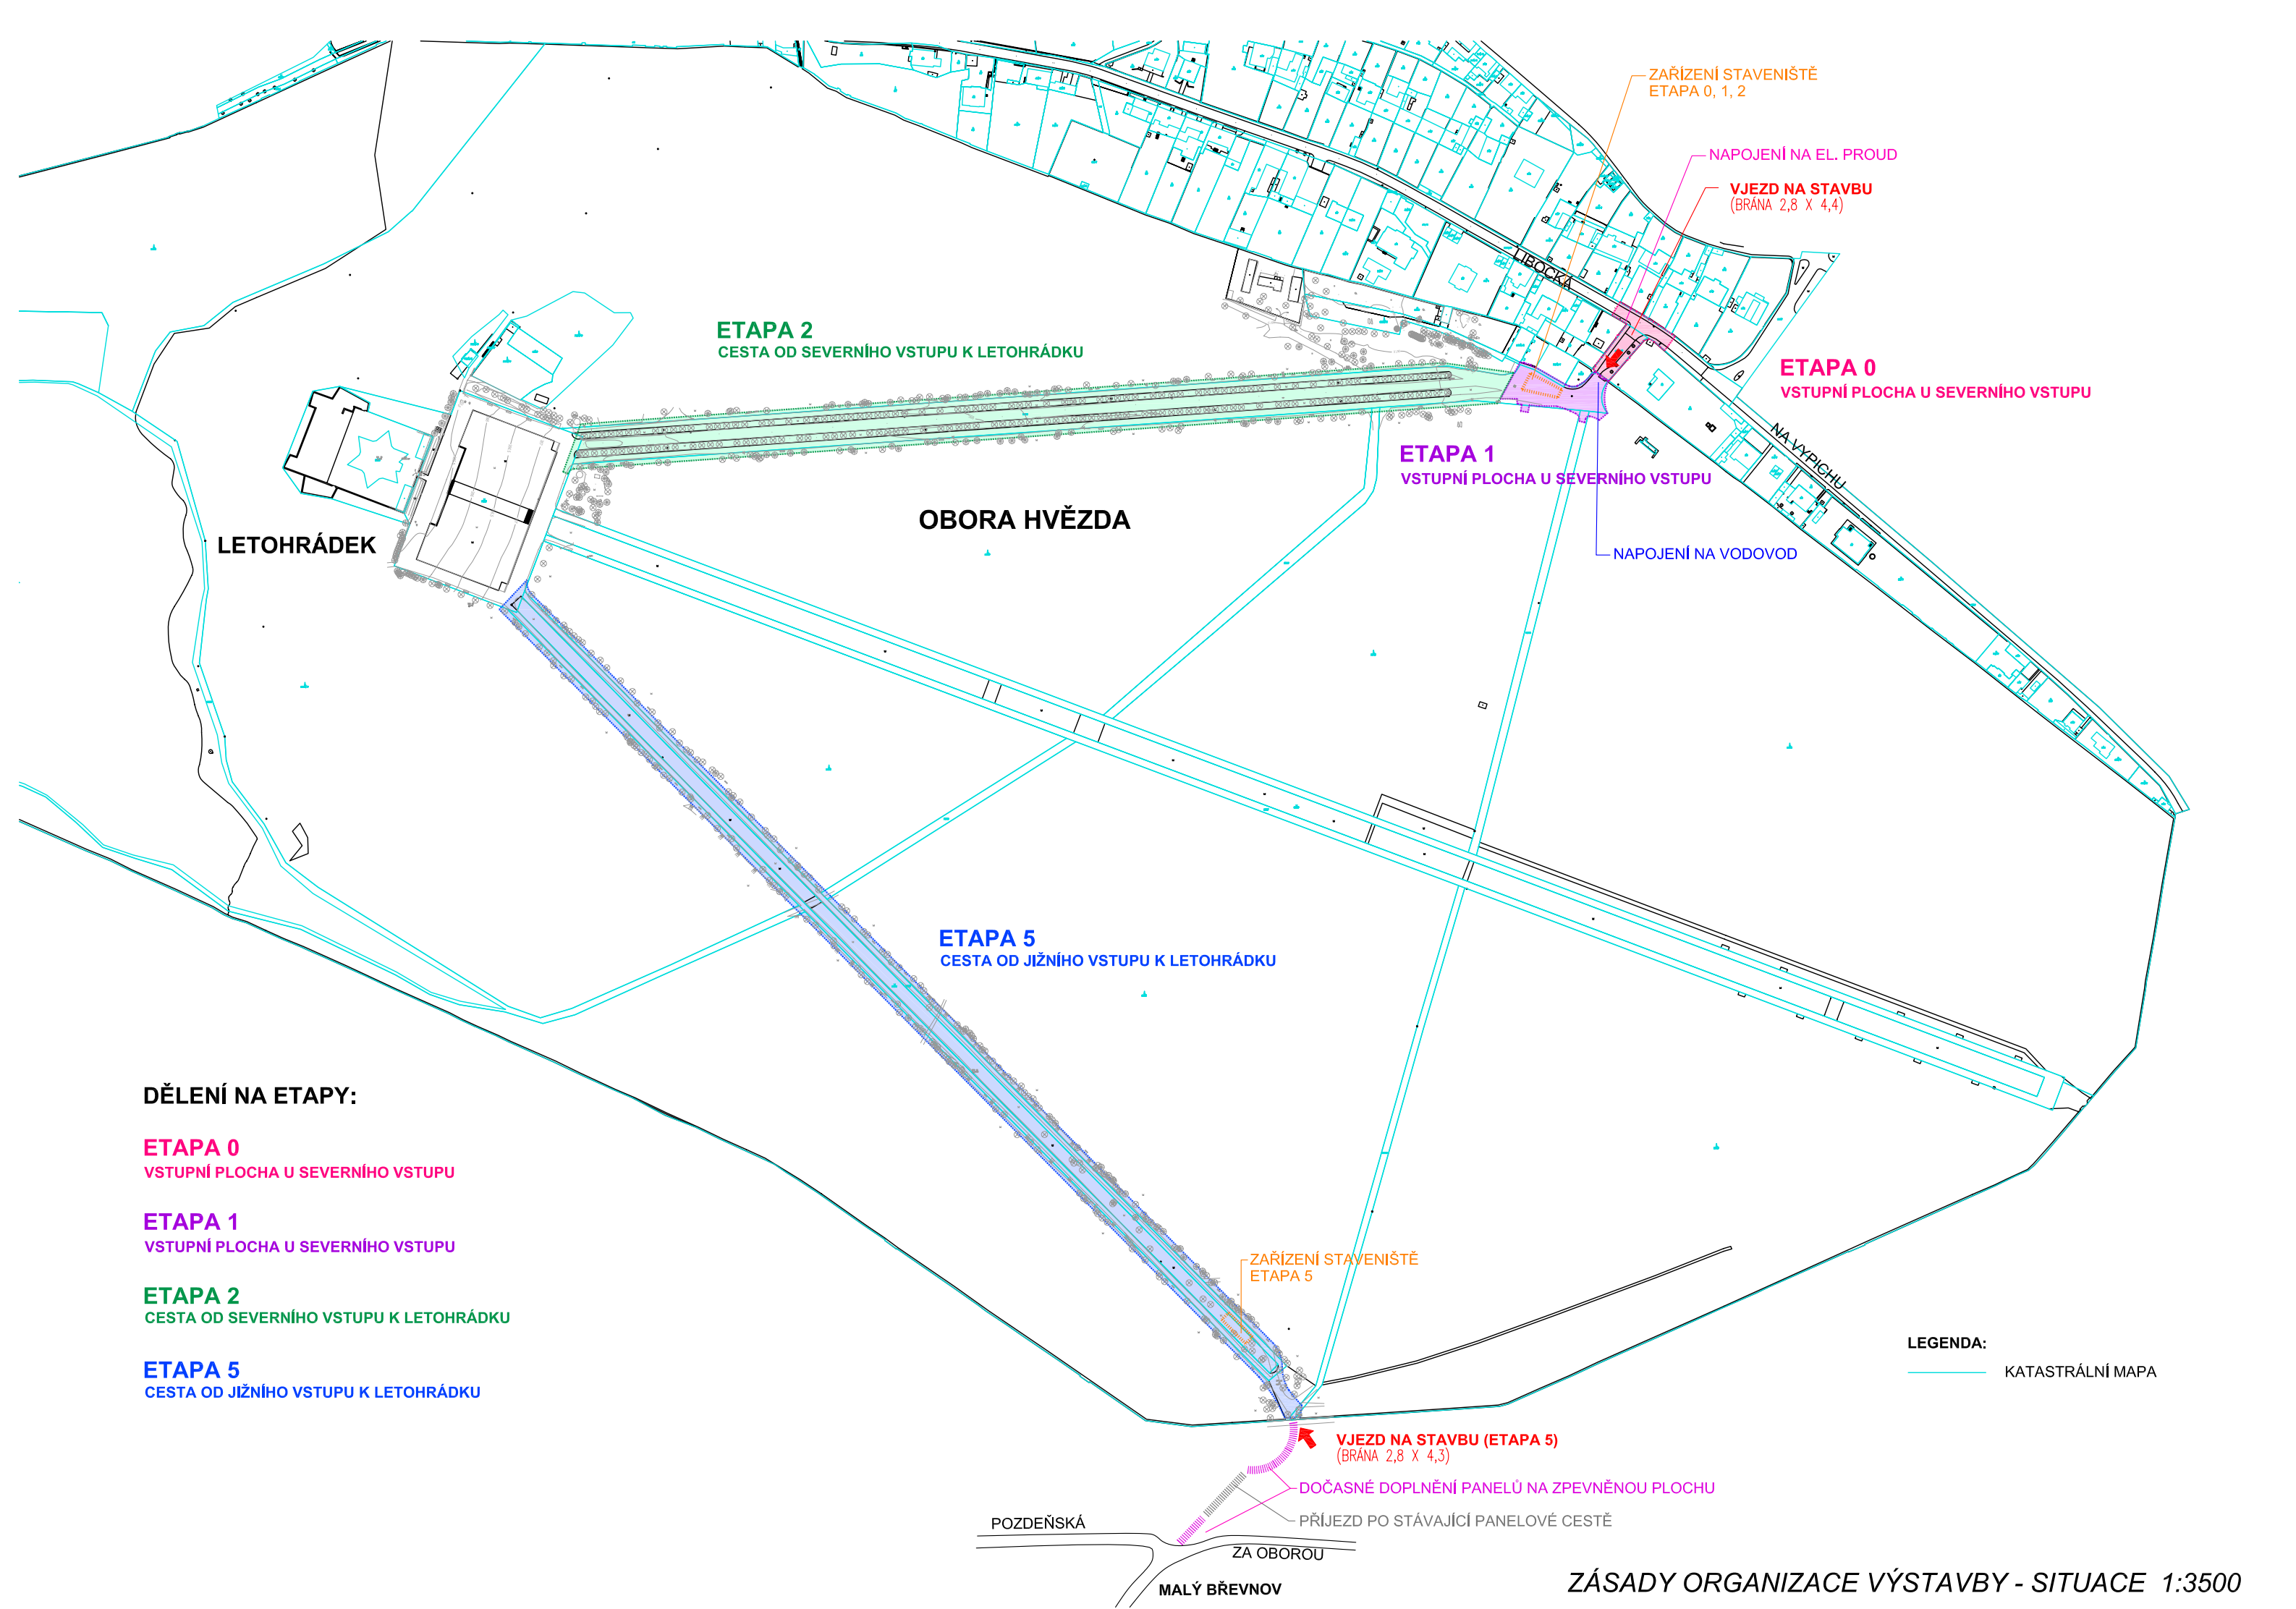 ZAŘÍZENÍ STAVENIŠTĚ
ETAPA 0, 1, 2
NAPOJENÍ NA EL. PROUD
VJEZD NA STAVBU
(BRÁNA 2,8 X 4,4)
LIBOCKÁ
ETAPA 2
CESTA OD SEVERNÍHO VSTUPU K LETOHRÁDKU
ETAPA 0
VSTUPNÍ PLOCHA U SEVERNÍHO VSTUPU
NA VYPICHU
ETAPA 1
VSTUPNÍ PLOCHA U SEVERNÍHO VSTUPU
OBORA HVĚZDA
LETOHRÁDEK
NAPOJENÍ NA VODOVOD
ETAPA 5
CESTA OD JIŽNÍHO VSTUPU K LETOHRÁDKU
DĚLENÍ NA ETAPY:
ETAPA 0
VSTUPNÍ PLOCHA U SEVERNÍHO VSTUPU
ETAPA 1
VSTUPNÍ PLOCHA U SEVERNÍHO VSTUPU
ETAPA 2
CESTA OD SEVERNÍHO VSTUPU K LETOHRÁDKU
ETAPA 5
CESTA OD JIŽNÍHO VSTUPU K LETOHRÁDKU
ZAŘÍZENÍ STAVENIŠTĚ
ETAPA 5
LEGENDA:
KATASTRÁLNÍ MAPA
VJEZD NA STAVBU (ETAPA 5)
(BRÁNA 2,8 X 4,3)
DOČASNÉ DOPLNĚNÍ PANELŮ NA ZPEVNĚNOU PLOCHU
PŘÍJEZD PO STÁVAJÍCÍ PANELOVÉ CESTĚ
POZDEŇSKÁ
ZA OBOROU
MALÝ BŘEVNOV
ZÁSADY ORGANIZACE VÝSTAVBY - SITUACE 1:3500